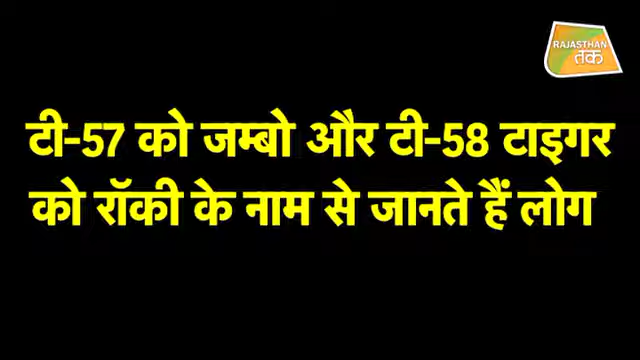 RAJASTHAN
तक
टी-57 को जम्बो और टी-58 टाइगर
को रॉकी के नाम से जानते हैं लोग